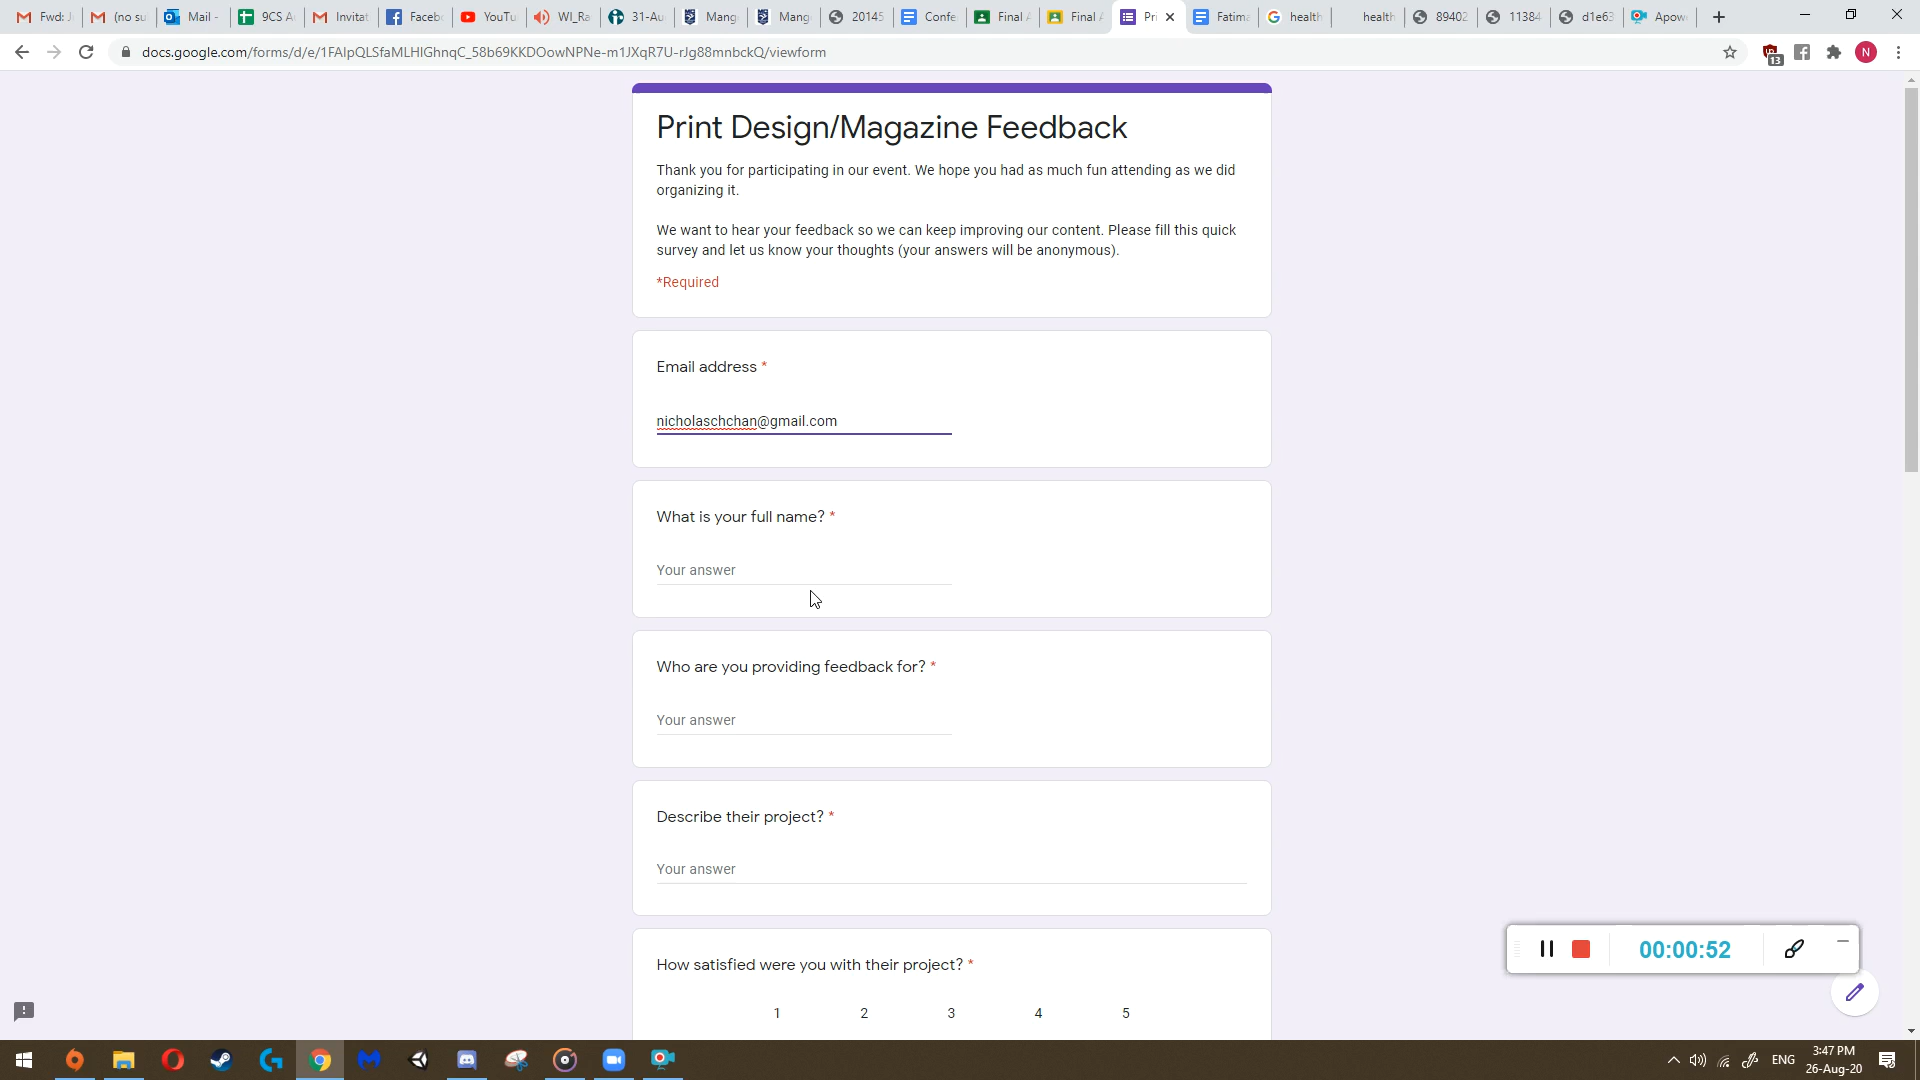 Fwd:
(no su
Mail -
9CS A
Invitat
Facebo
YouTu
WI_Ra
31-Au
Mang
Mang
20145
Confe
Final A
Final A
Pri
Fatima
health
health
89402
11384
d1e63
Apowe
docs.google.com/forms/d/e/1FAIpQLSfaMLHIGhnqC_58b69KKDOowNPNe-m1JXqR7U-rJg88mnbckQ/viewform
13
N
Print Design/Magazine Feedback
Thank you for participating in our event. We hope you had as much fun attending as we did
organizing it.
We want to hear your feedback so we can keep improving our content. Please fill this quick
survey and let us know your thoughts (your answers will be anonymous).
*Required
Email address *
nicholaschchan@gmail.com
What is your full name? *
Your answer
Who are you providing feedback for? *
Your answer
Describe their project? *
Your answer
How satisfied were you with their project? *
1 2 3 4 5
00:00:52
ENG
3:47 PM
26-Aug-20